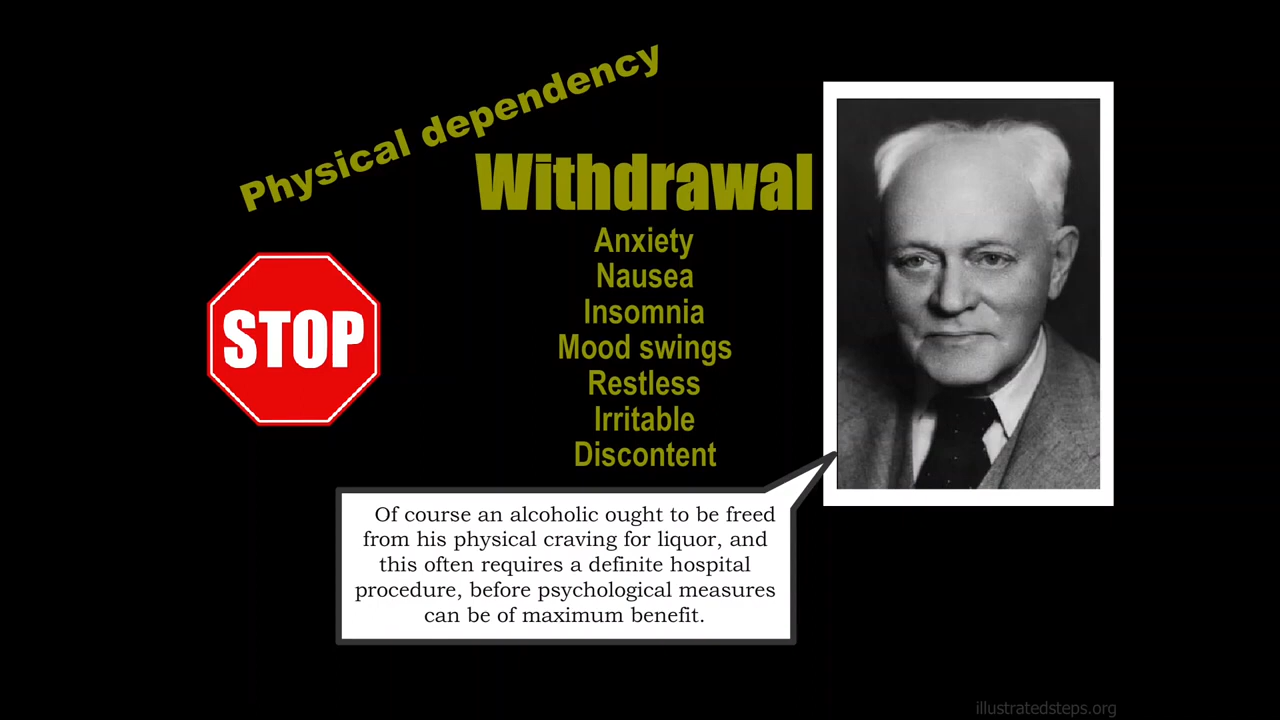 Physical dependency
Withdrawal
Anxiety
Nausea
Insomnia
Mood swings
Restless
Irritable
Discontent
STOP
Of course an alcoholic ought to be freed
from his physical craving for liquor, and
this often requires a definite hospital
procedure, before psychological measures
can be of maximum benefit.
illustratedsteps.org